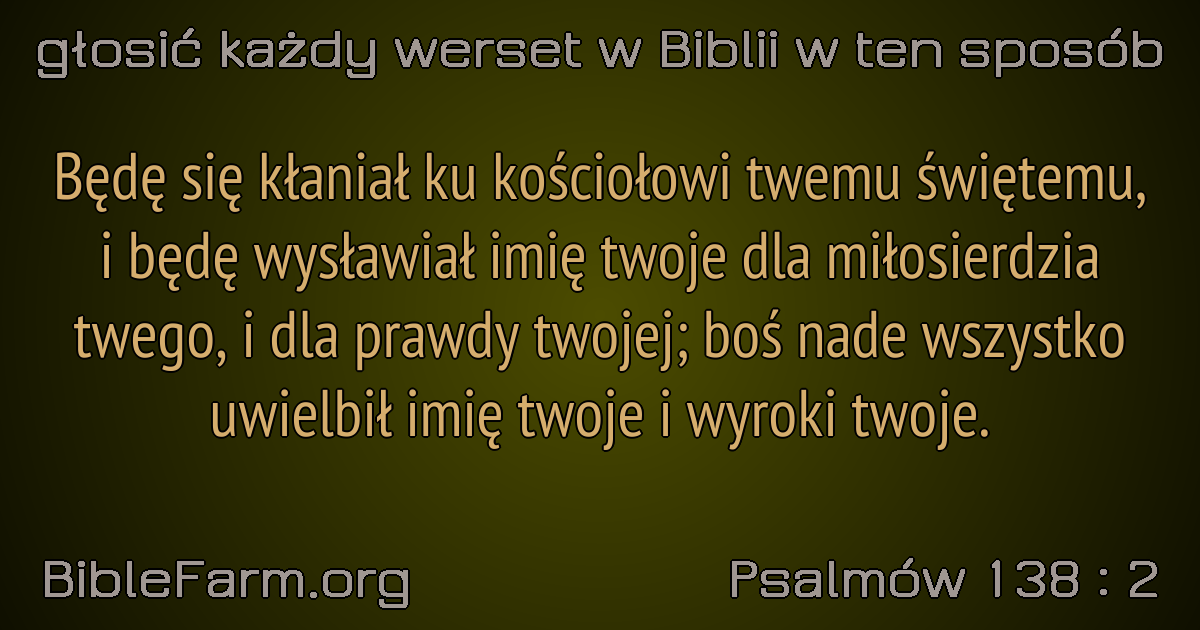 głosić każdy werset w Biblii w ten sposób
Będę się kłaniał ku kościołowi twemu świętemu,
i będę wysławiał imię twoje dla miłosierdzia
twego, i dla prawdy twojej; boś nade wszystko
uwielbił imię twoje i wyroki twoje.
BibleFarm.org
Psalmów 138 : 2